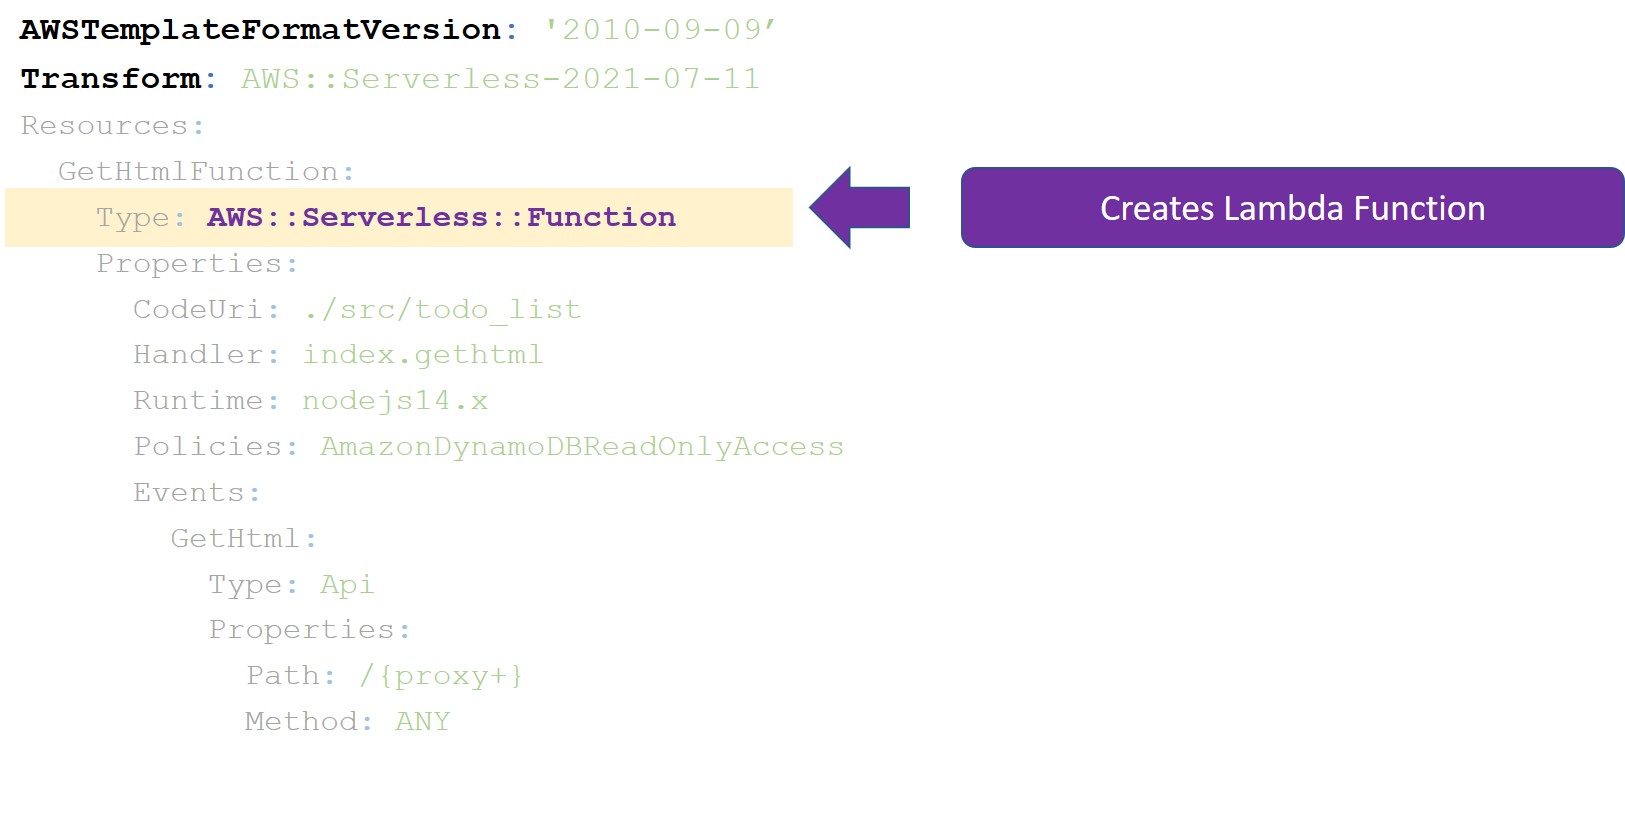 AWSTemplateFormatVersion: '2010-09-09’
Transform: AWS::Serverless-2021-07-11
Resources:
GetHtmlFunction:
Type: AWS::Serverless::Function
Creates Lambda Function
Properties:
CodeUri: ./src/todo_list
Handler: index.gethtml
Runtime: nodejs14.x
Policies: AmazonDynamoDBReadOnlyAccess
Events:
GetHtml:
Type: Api
Properties:
Path: /{proxy+}
Method: ANY